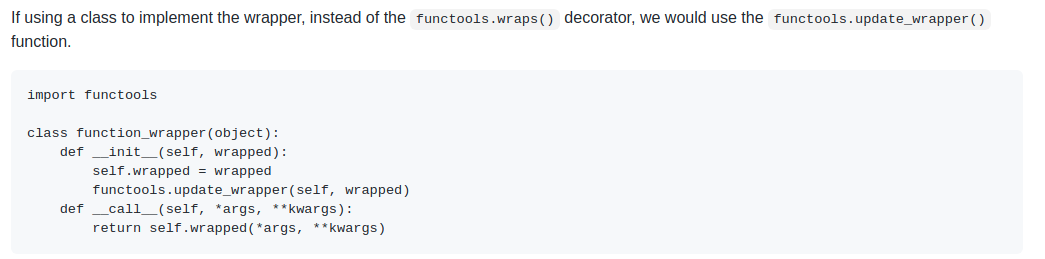 If using a class to implement the wrapper, instead of the functools.wraps() decorator, we would use the functools.update_wrapper()
function.
import functools
class function_wrapper(object):
    def __init__(self, wrapped):
        self.wrapped = wrapped
        functools.update_wrapper(self, wrapped)
    def __call__(self, *args, **kwargs):
        return self.wrapped(*args, **kwargs)